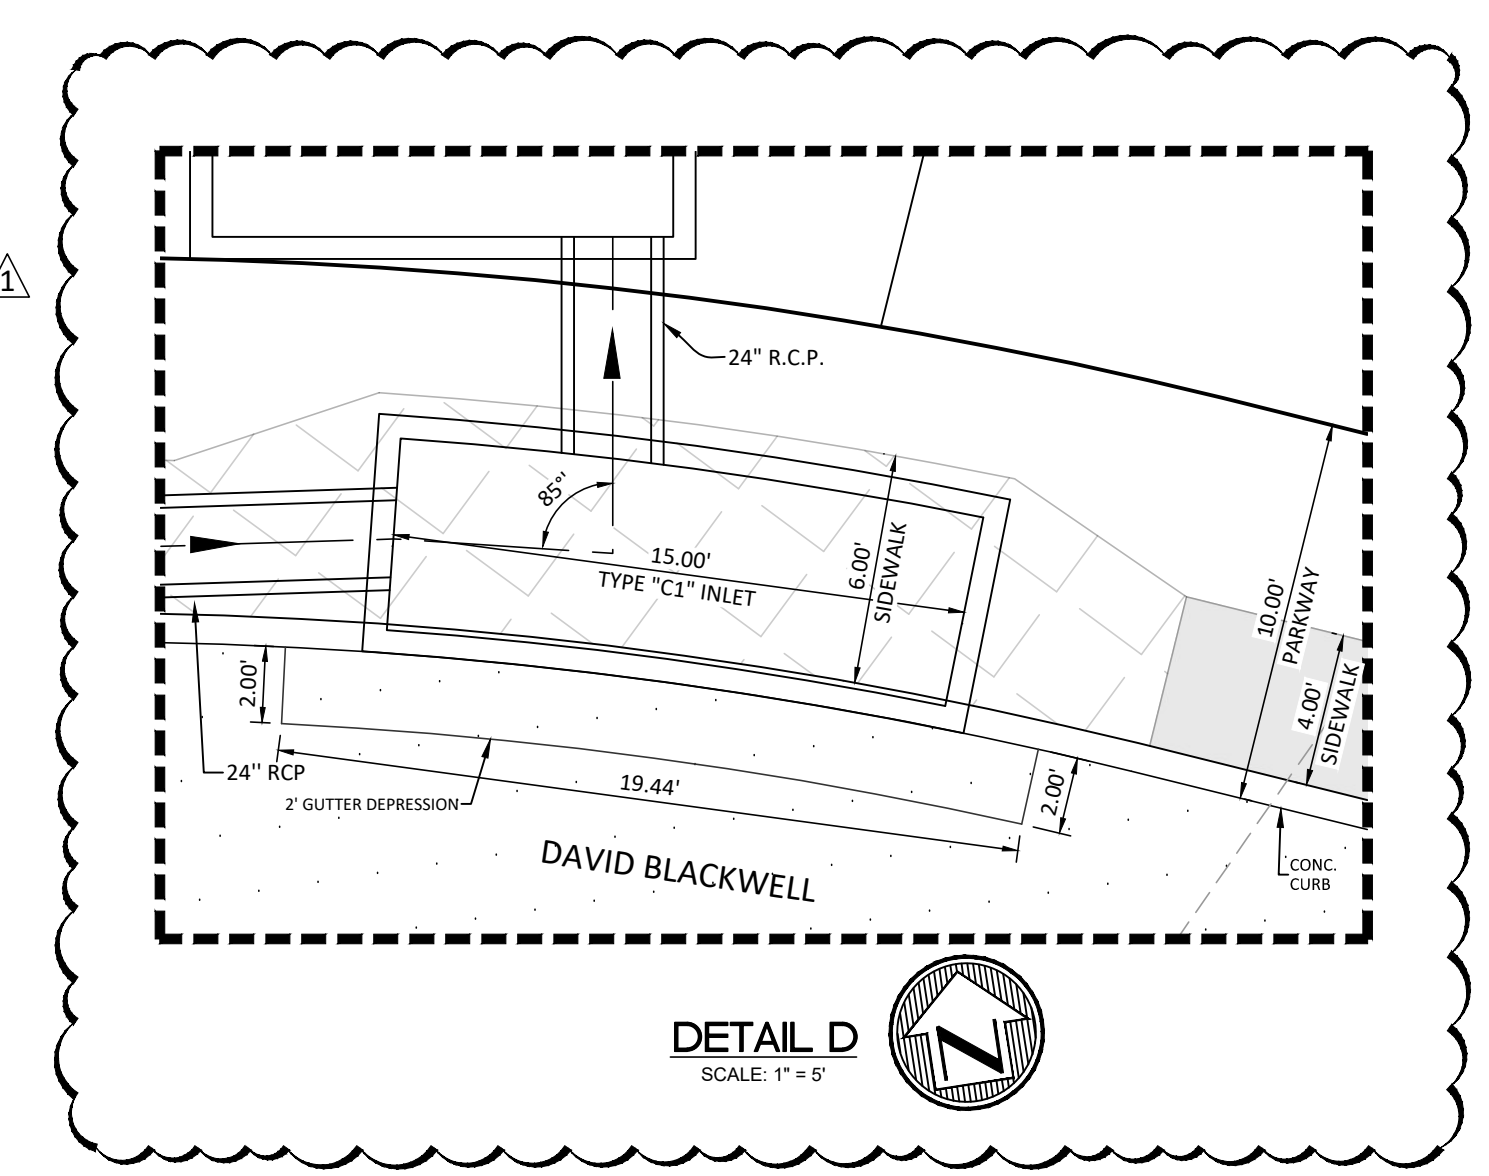 1
24" R.C.P.
85°'
15.00'
TYPE "C1" INLET
6.00'
SIDEWALK
10.00'
PARKWAY
4.00'
SIDEWALK
2.00'
24'' RCP
2' GUTTER DEPRESSION
19.44'
2.00'
DAVID BLACKWELL
CONC.
CURB
DETAIL D
SCALE: 1" = 5'
N